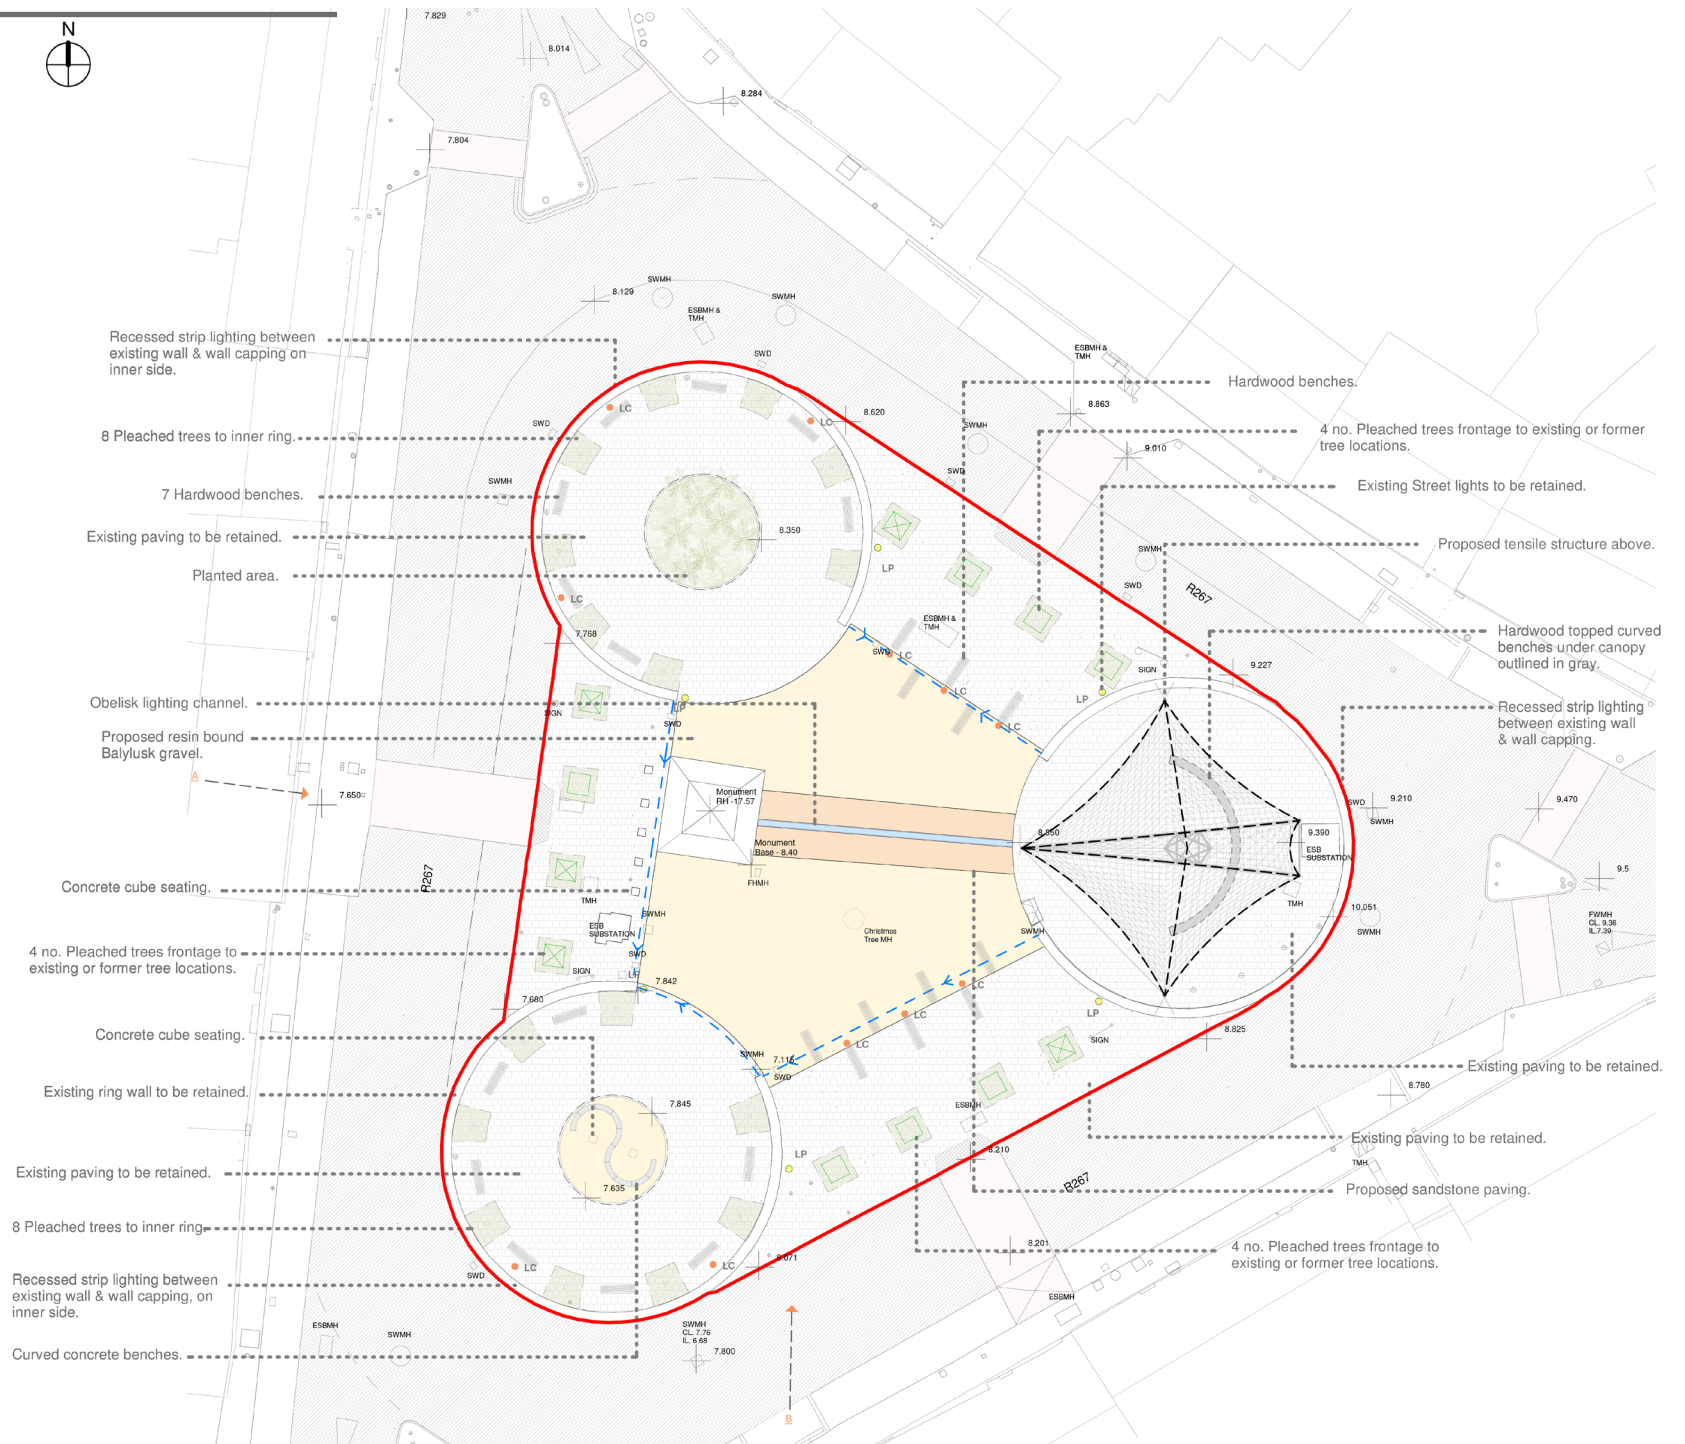 N
7.829
8.014
8.284
7.804
SWMH
8.129
SWMH
ESBMH &
TMH
Recessed strip lighting between
existing wall & wall capping on
inner side.
SWD
ESBMH &
TMH
Hardwood benches.
LC
LC
8.620
8.863
SWD
SWMH
4 no. Pleached trees frontage to existing or former
tree locations.
8 Pleached trees to inner ring.
9.010
SWD
SWMH
Existing Street lights to be retained.
7 Hardwood benches.
8.350
Existing paving to be retained.
Proposed tensile structure above.
SWMH
LP
Planted area.
SWD
R267
LC
ESBMH &
TMH
7.768
Hardwood topped curved
benches under canopy
outlined in gray.
SWD
LC
SIGN
9.227
LC
LP
Obelisk lighting channel.
LP
SIGN
SWD
LC
Recessed strip lighting
between existing wall
& wall capping.
Proposed resin bound
Balylusk gravel.
A
7.650
Monument
RH -17.57
SWD
9.210
SWMH
9.470
8.850
9.390
Monument
Base - 8.40
ESB
SUBSTATION
R267
FHMH
9.5
Concrete cube seating.
TMH
TMH
10.051
SWMH
ESB
SUBSTATION
Christmas
Tree MH
SWMH
SWMH
FWMH
CL. 9.38
IL.7.39
4 no. Pleached trees frontage to
existing or former tree locations.
SWD
SIGN
LP
7.842
LC
7.680
LP
LC
8.825
Concrete cube seating.
SIGN
LC
SWMH
7.115
SWD
Existing paving to be retained.
8.780
Existing ring wall to be retained.
7.845
ESBMH
Existing paving to be retained.
LP
8.210
TMH
Existing paving to be retained.
R267
7.635
Proposed sandstone paving.
8 Pleached trees to inner ring.
8.201
4 no. Pleached trees frontage to
existing or former tree locations.
8.071
LC
LC
SWD
Recessed strip lighting between
existing wall & wall capping, on
inner side.
ESBMH
ESBMH
SWMH
SWMH
CL. 7.76
IL 6.68
7.800
Curved concrete benches.
B